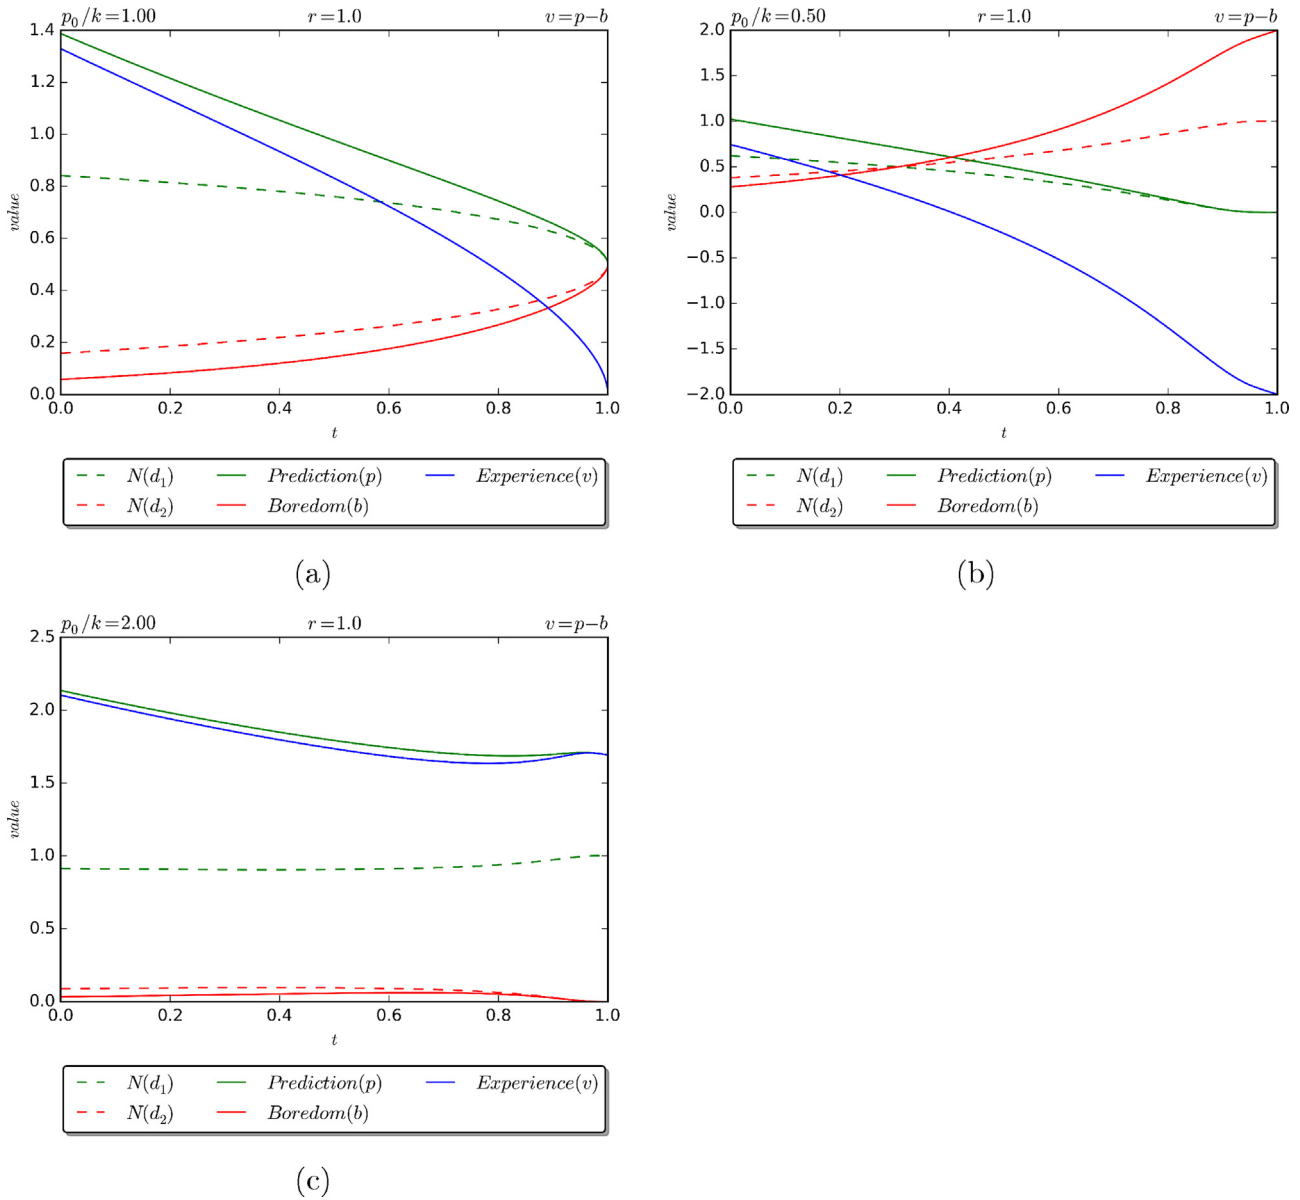 p₀/k=1.00 r=1.0 v=p−b
1.4
1.2
1.0
0.8
0.6
0.4
0.2
0.0
value
0.0 0.2 0.4 0.6 0.8 1.0
t
N(d₁) Prediction(p) Experience(v)
N(d₂) Boredom(b)
(a)
p₀/k=0.50 r=1.0 v=p−b
2.0
1.5
1.0
0.5
0.0
−0.5
−1.0
−1.5
−2.0
value
0.0 0.2 0.4 0.6 0.8 1.0
t
N(d₁) Prediction(p) Experience(v)
N(d₂) Boredom(b)
(b)
p₀/k=2.00 r=1.0 v=p−b
2.5
2.0
1.5
1.0
0.5
0.0
value
0.0 0.2 0.4 0.6 0.8 1.0
t
N(d₁) Prediction(p) Experience(v)
N(d₂) Boredom(b)
(c)